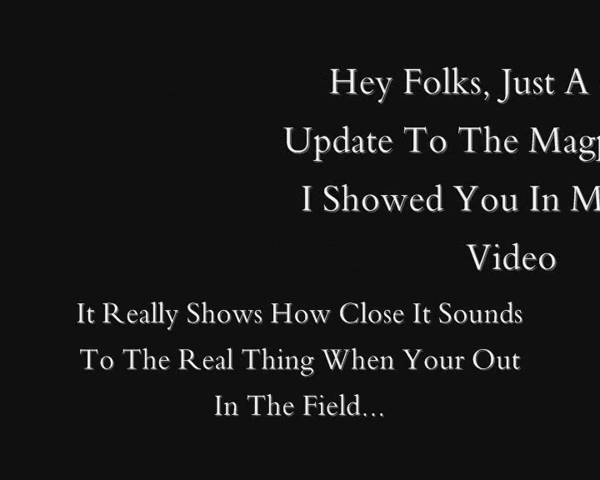 Hey Folks, Just A
Update To The
I Showed You In
Video
It Really Shows How Close It Sounds
To The Real Thing When Your Out
In The Field...